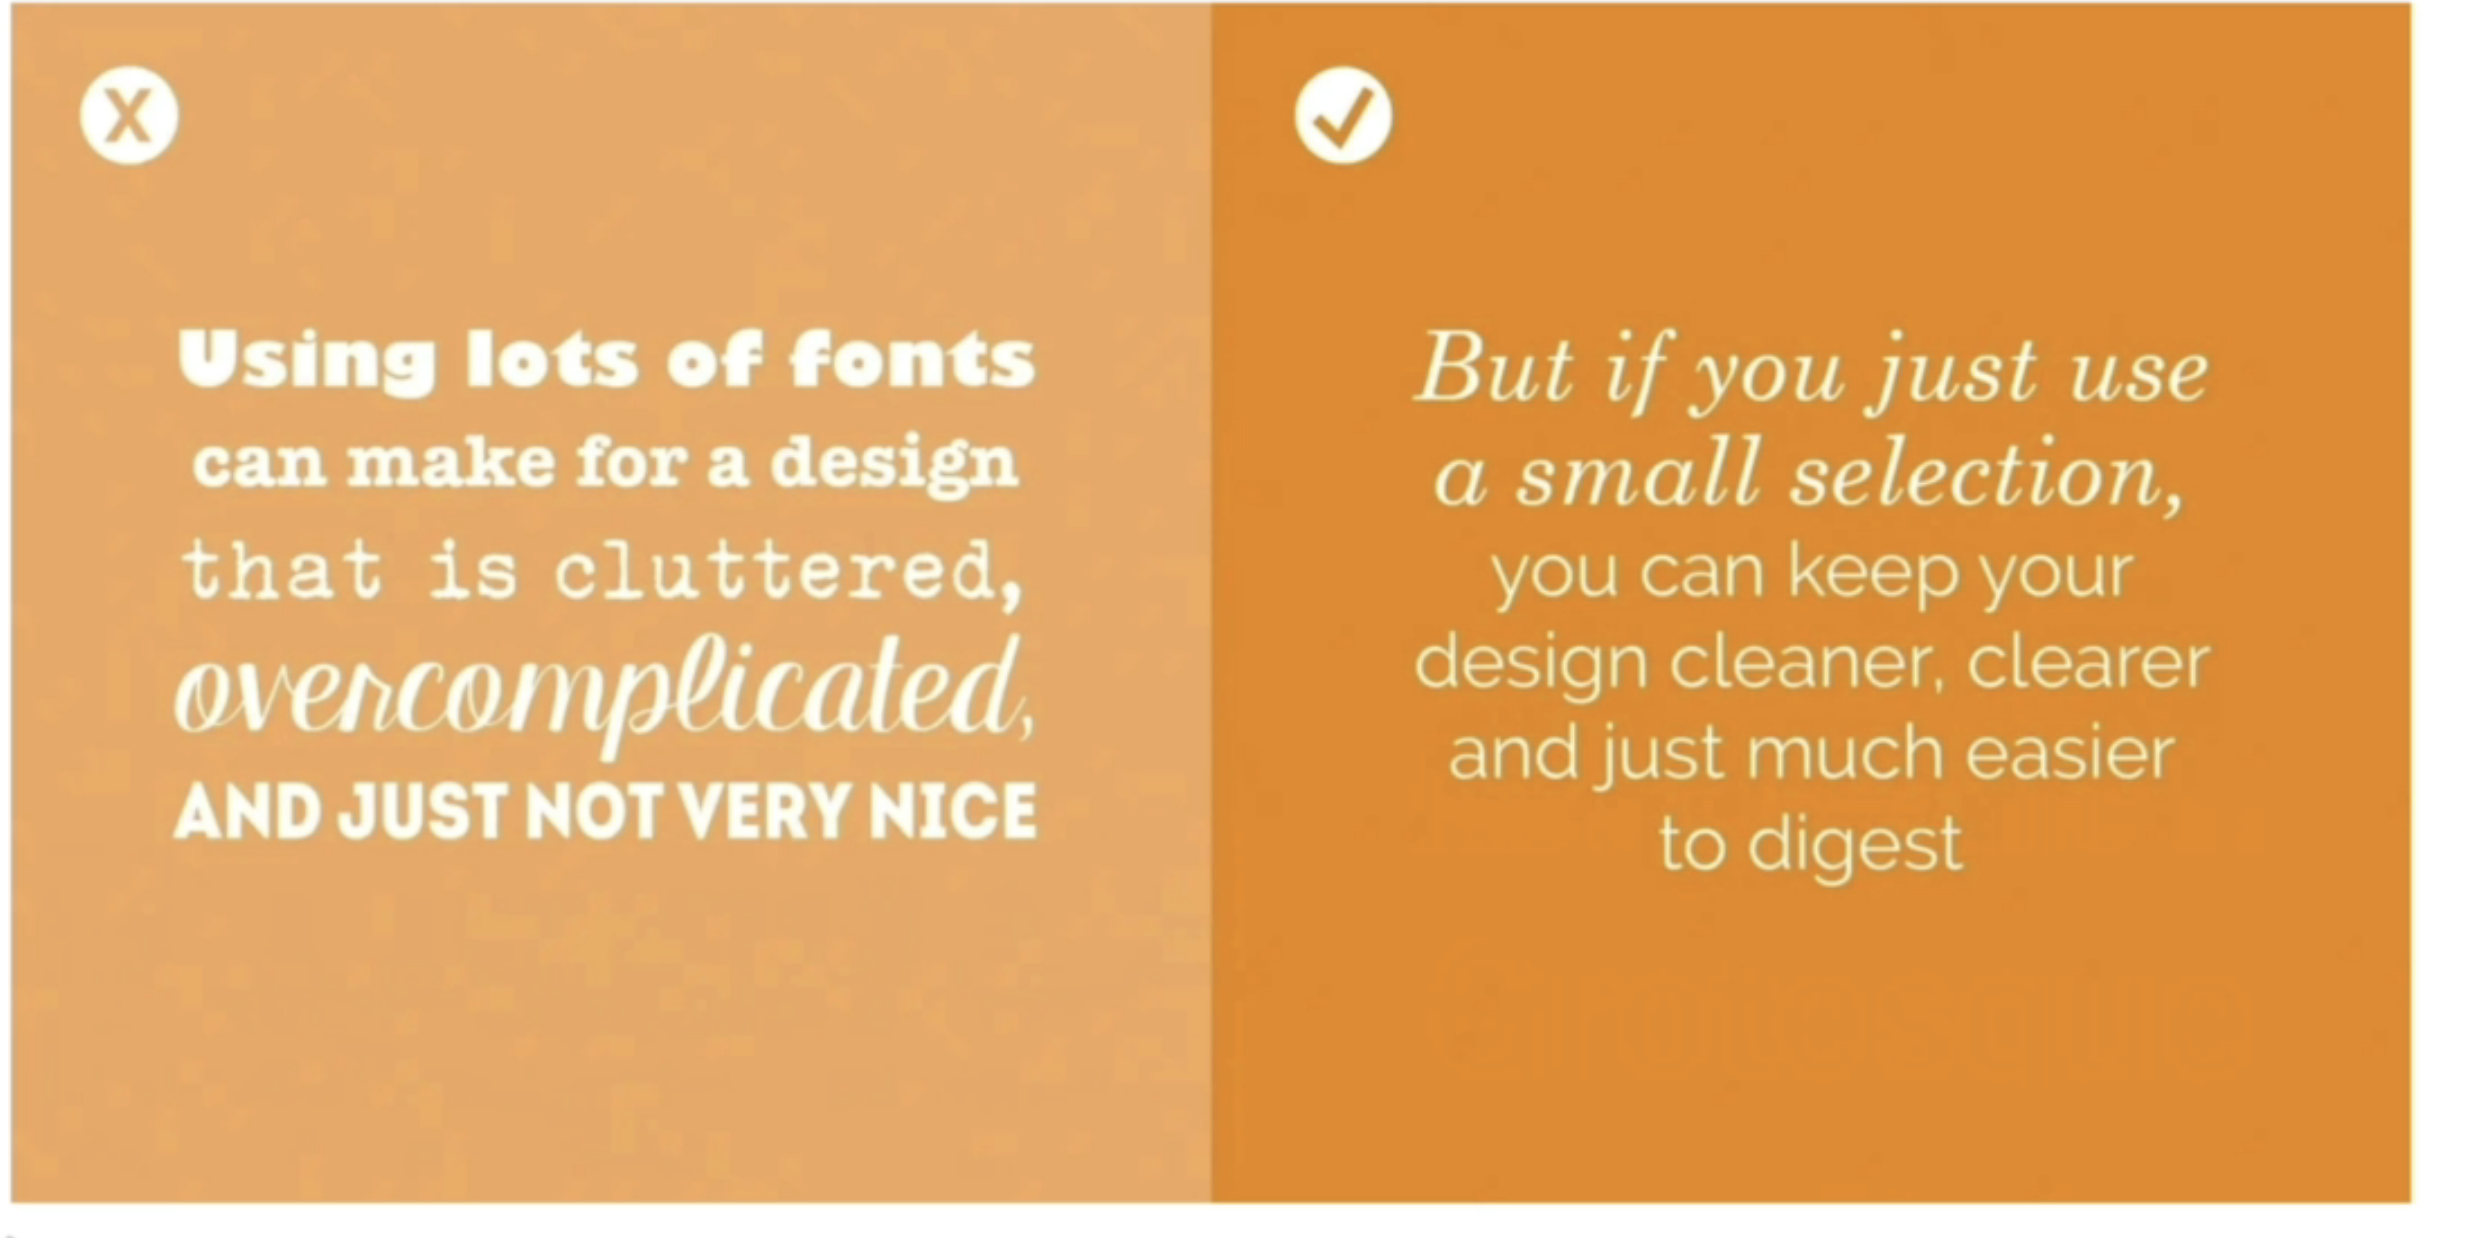 X
Using lots of fonts
can make for a design
that is cluttered,
overcomplicated,
AND JUST NOT VERY NICE
But if you just use
a small selection,
you can keep your
design cleaner, clearer
and just much easier
to digest